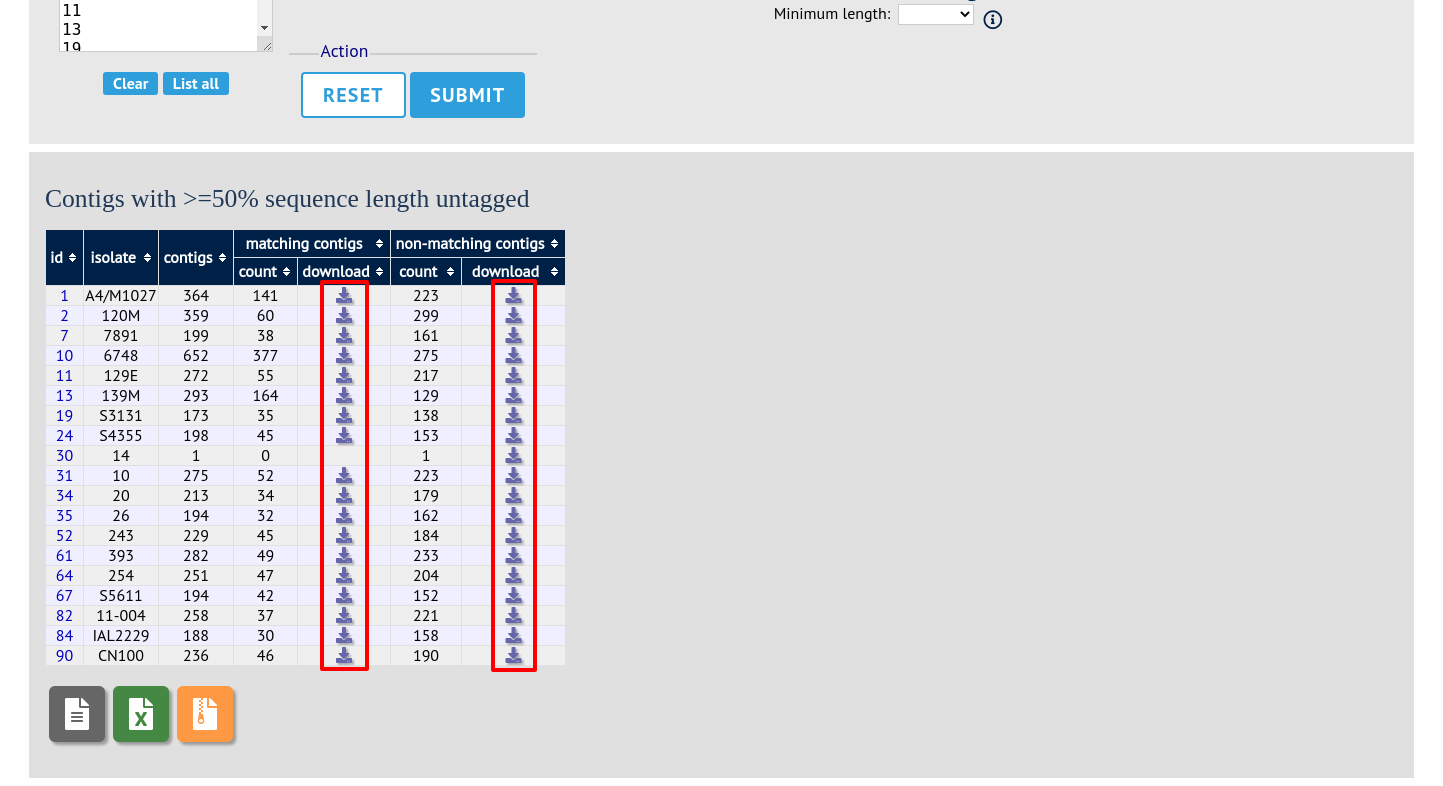 11
13
19
Minimum length:
Action
Clear List all
RESET SUBMIT
Contigs with >=50% sequence length untagged
id isolate contigs matching contigs non-matching contigs
count download count download
1 A4/M1027 364 141 223
2 120M 359 60 299
7 7891 199 38 161
10 6748 652 377 275
11 129E 272 55 217
13 139M 293 164 129
19 S3131 173 35 138
24 S4355 198 45 153
30 14 1 0 1
31 10 275 52 223
34 20 213 34 179
35 26 194 32 162
52 243 229 45 184
61 393 282 49 233
64 254 251 47 204
67 S5611 194 42 152
82 11-004 258 37 221
84 IAL2229 188 30 158
90 CN100 236 46 190
X